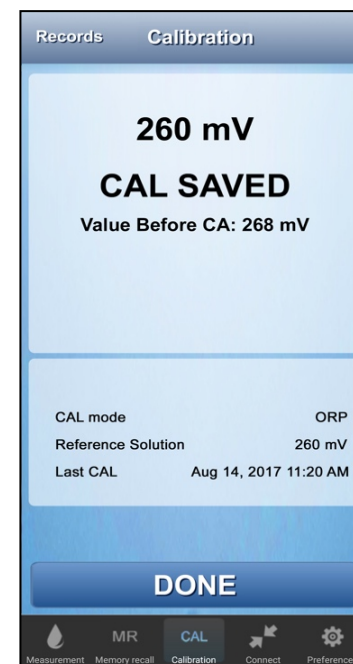 Records Calibration
260 mV
CAL SAVED
Value Before CA: 268 mV
CAL mode ORP
Reference Solution 260 mV
Last CAL Aug 14, 2017 11:20 AM
DONE
MR CAL
Measurement Memory recall Calibration Connect Preference